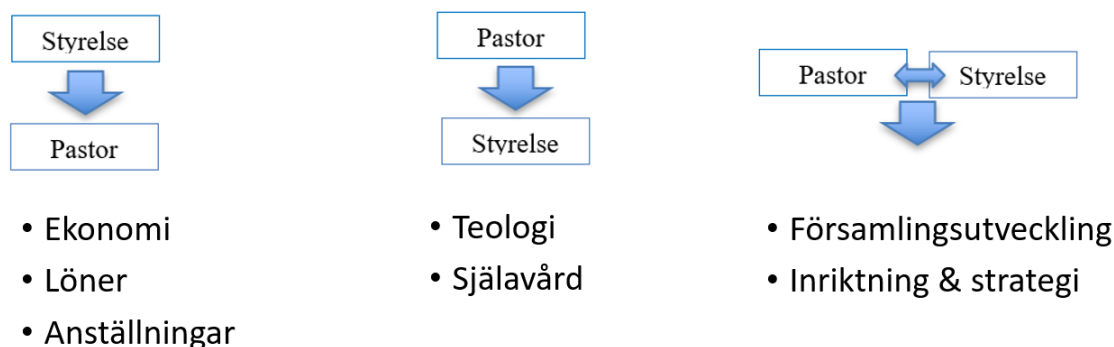 Styrelse
Pastor
• Ekonomi
• Löner
• Anställningar
Pastor
Styrelse
• Teologi
• Själavård
Pastor Styrelse
• Församlingsutveckling
• Inriktning & strategi